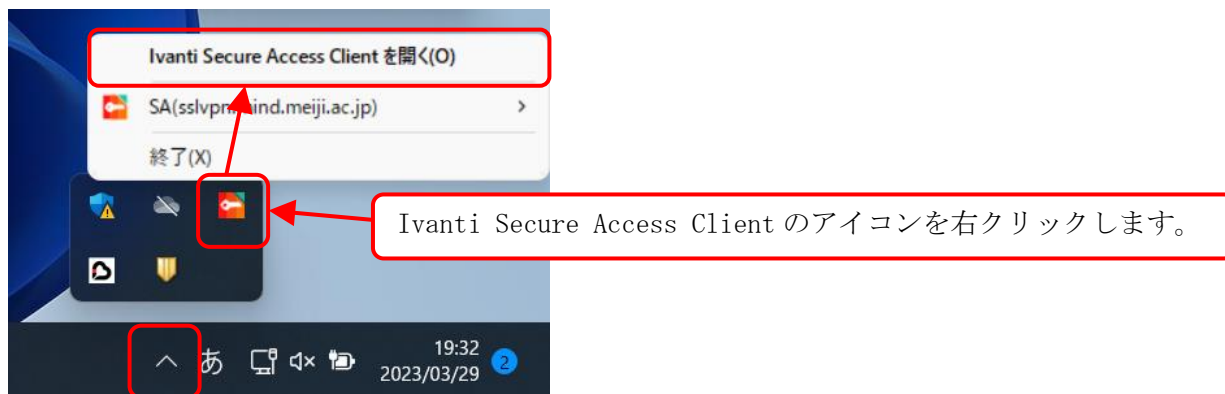 Ivanti Secure Access Client を開く(O)
SA(sslvpn.mind.meiji.ac.jp)
終了(X)
Ivanti Secure Access Client のアイコンを右クリックします。
あ
19:32
2023/03/29
2